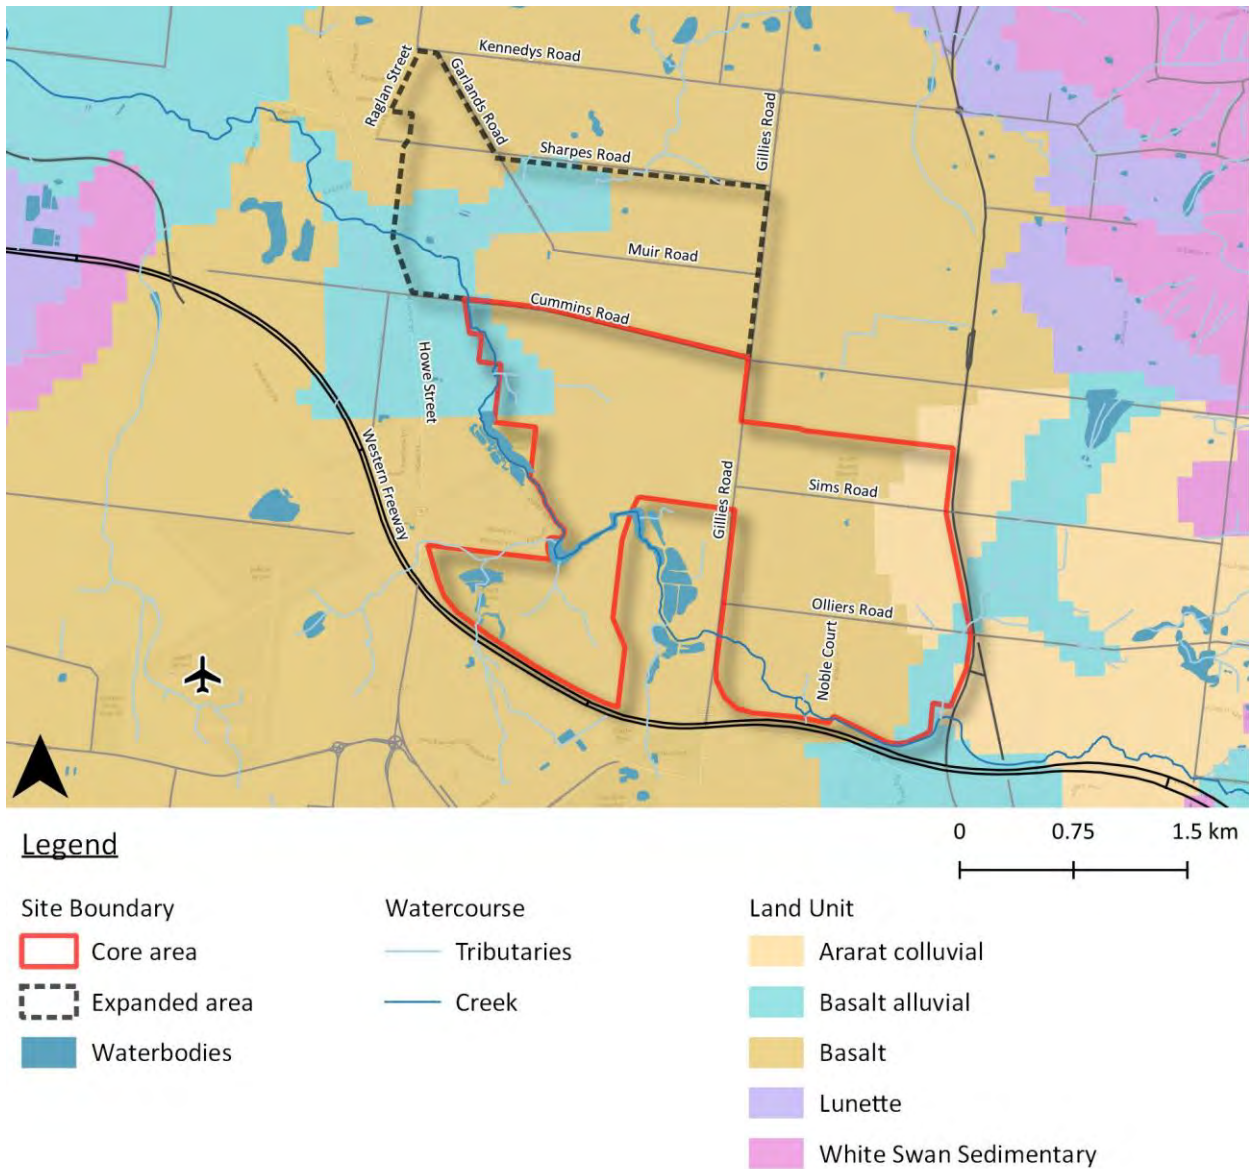 Kennedys Road
Raglan Street
Garlands Road
Gillies Road
Sharpes Road
Muir Road
Cummins Road
Howe Street
Western Freeway
Gillies Road
Sims Road
Olliers Road
Noble Court
Legend
0 0.75 1.5 km
Site Boundary
Core area
Expanded area
Waterbodies
Watercourse
Tributaries
Creek
Land Unit
Ararat colluvial
Basalt alluvial
Basalt
Lunette
White Swan Sedimentary